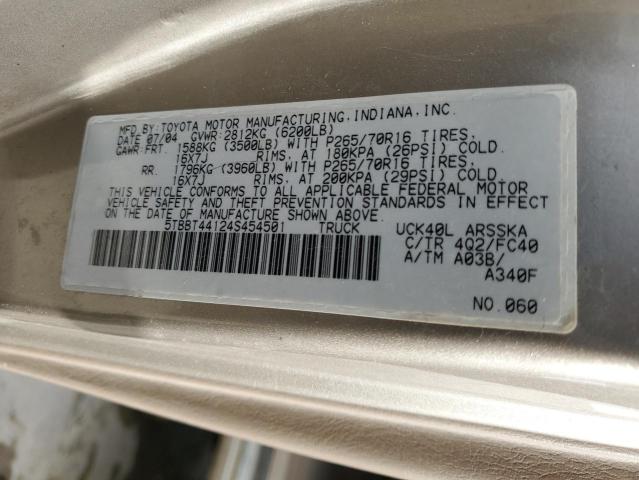 MFD.BY:TOYOTA MOTOR MANUFACTURING,INDIANA,INC.
DATE 07/04 GVWR:2812KG (6200LB)
GAWR:FRT. 1588KG (3500LB) WITH P265/70R16 TIRES,
16X7J RIMS, AT 180KPA (26PSI) COLD.
RR. 1796KG (3960LB) WITH P265/70R16 TIRES,
16X7J RIMS, AT 200KPA (29PSI) COLD.
THIS VEHICLE CONFORMS TO ALL APPLICABLE FEDERAL MOTOR
VEHICLE SAFETY AND THEFT PREVENTION STANDARDS IN EFFECT
ON THE DATE OF MANUFACTURE SHOWN ABOVE.
5TBBT44124S454501 TRUCK UCK40L ARSSKA
C/TR 4Q2/FC40
A/TM A03B/
A340F
NO.060